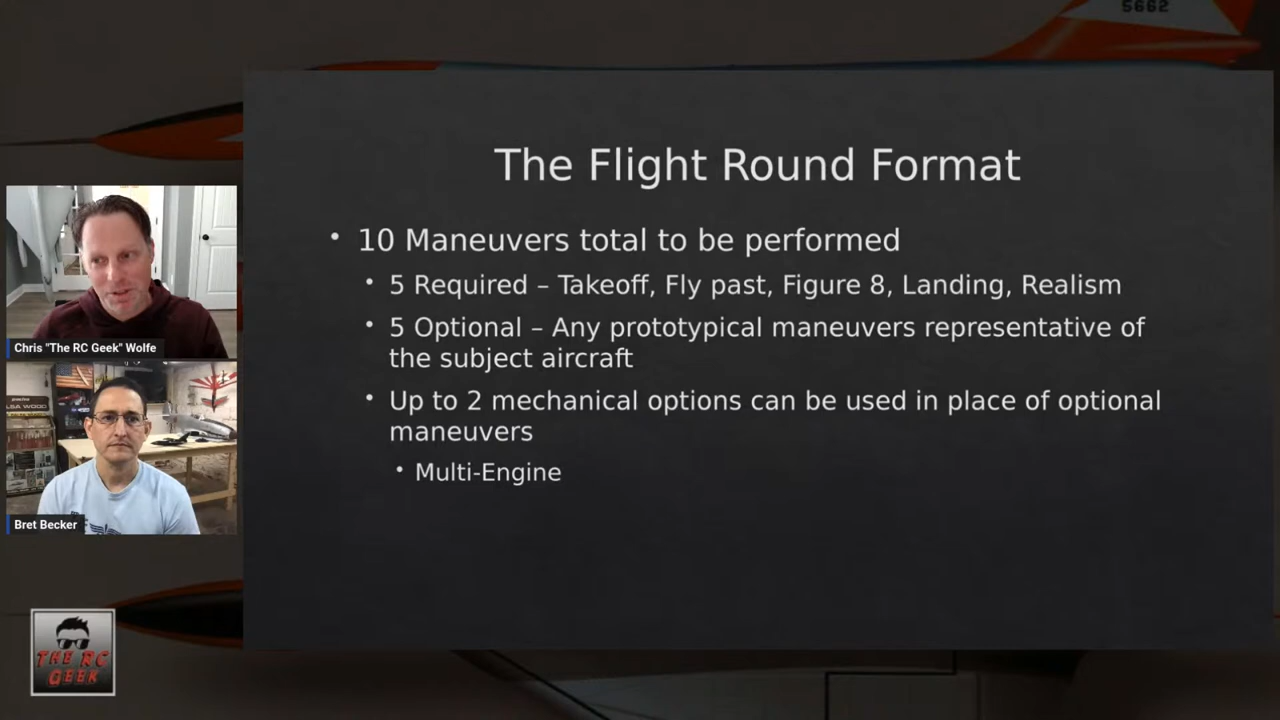 5662
The Flight Round Format
• 10 Maneuvers total to be performed
• 5 Required – Takeoff, Fly past, Figure 8, Landing, Realism
• 5 Optional – Any prototypical maneuvers representative of
the subject aircraft
• Up to 2 mechanical options can be used in place of optional
maneuvers
• Multi-Engine
Chris "The RC Geek" Wolfe
Bret Becker
THE RC
GEEK